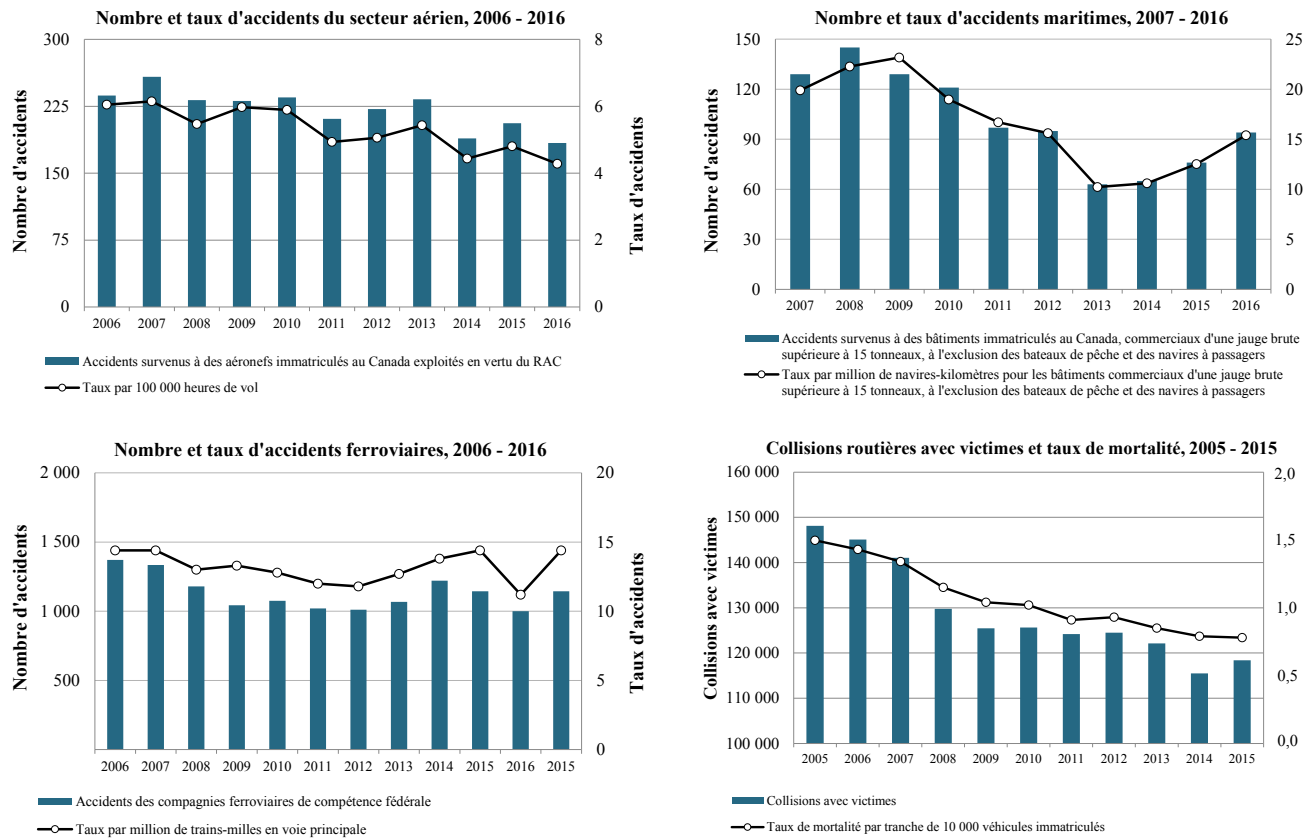 Nombre et taux d'accidents du secteur aérien, 2006 - 2016
Nombre d'accidents
300
225
150
75
0
8
6
4
2
0
Taux d'accidents
2006 2007 2008 2009 2010 2011 2012 2013 2014 2015 2016
Accidents survenus à des aéronefs immatriculés au Canada exploités en vertu du RAC
Taux par 100 000 heures de vol
Nombre et taux d'accidents maritimes, 2007 - 2016
Nombre d'accidents
150
120
90
60
30
0
25
20
15
10
5
0
2007 2008 2009 2010 2011 2012 2013 2014 2015 2016
Accidents survenus à des bâtiments immatriculés au Canada, commerciaux d'une jauge brute
supérieure à 15 tonneaux, à l'exclusion des bateaux de pêche et des navires à passagers
Taux par million de navires-kilomètres pour les bâtiments commerciaux d'une jauge brute
supérieure à 15 tonneaux, à l'exclusion des bateaux de pêche et des navires à passagers
Nombre et taux d'accidents ferroviaires, 2006 - 2016
Nombre d'accidents
2 000
1 500
1 000
500
20
15
10
5
0
Taux d'accidents
2006 2007 2008 2009 2010 2011 2012 2013 2014 2015 2016 2015
Accidents des compagnies ferroviaires de compétence fédérale
Taux par million de trains-milles en voie principale
Collisions routières avec victimes et taux de mortalité, 2005 - 2015
Collisions avec victimes
160 000
150 000
140 000
130 000
120 000
110 000
100 000
2,0
1,5
1,0
0,5
0,0
2005 2006 2007 2008 2009 2010 2011 2012 2013 2014 2015
Collisions avec victimes
Taux de mortalité par tranche de 10 000 véhicules immatriculés